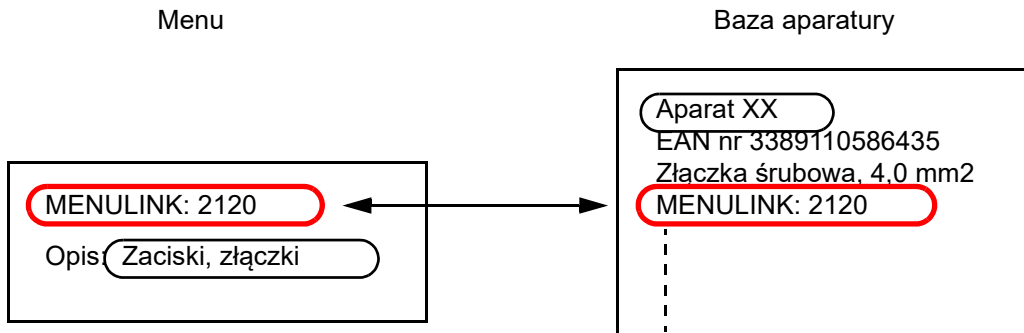 Menu
Baza aparatury
MENULINK: 2120
Opis: Zaciski, złączki
Aparat XX
EAN nr 3389110586435
Złączka śrubowa, 4,0 mm2
MENULINK: 2120